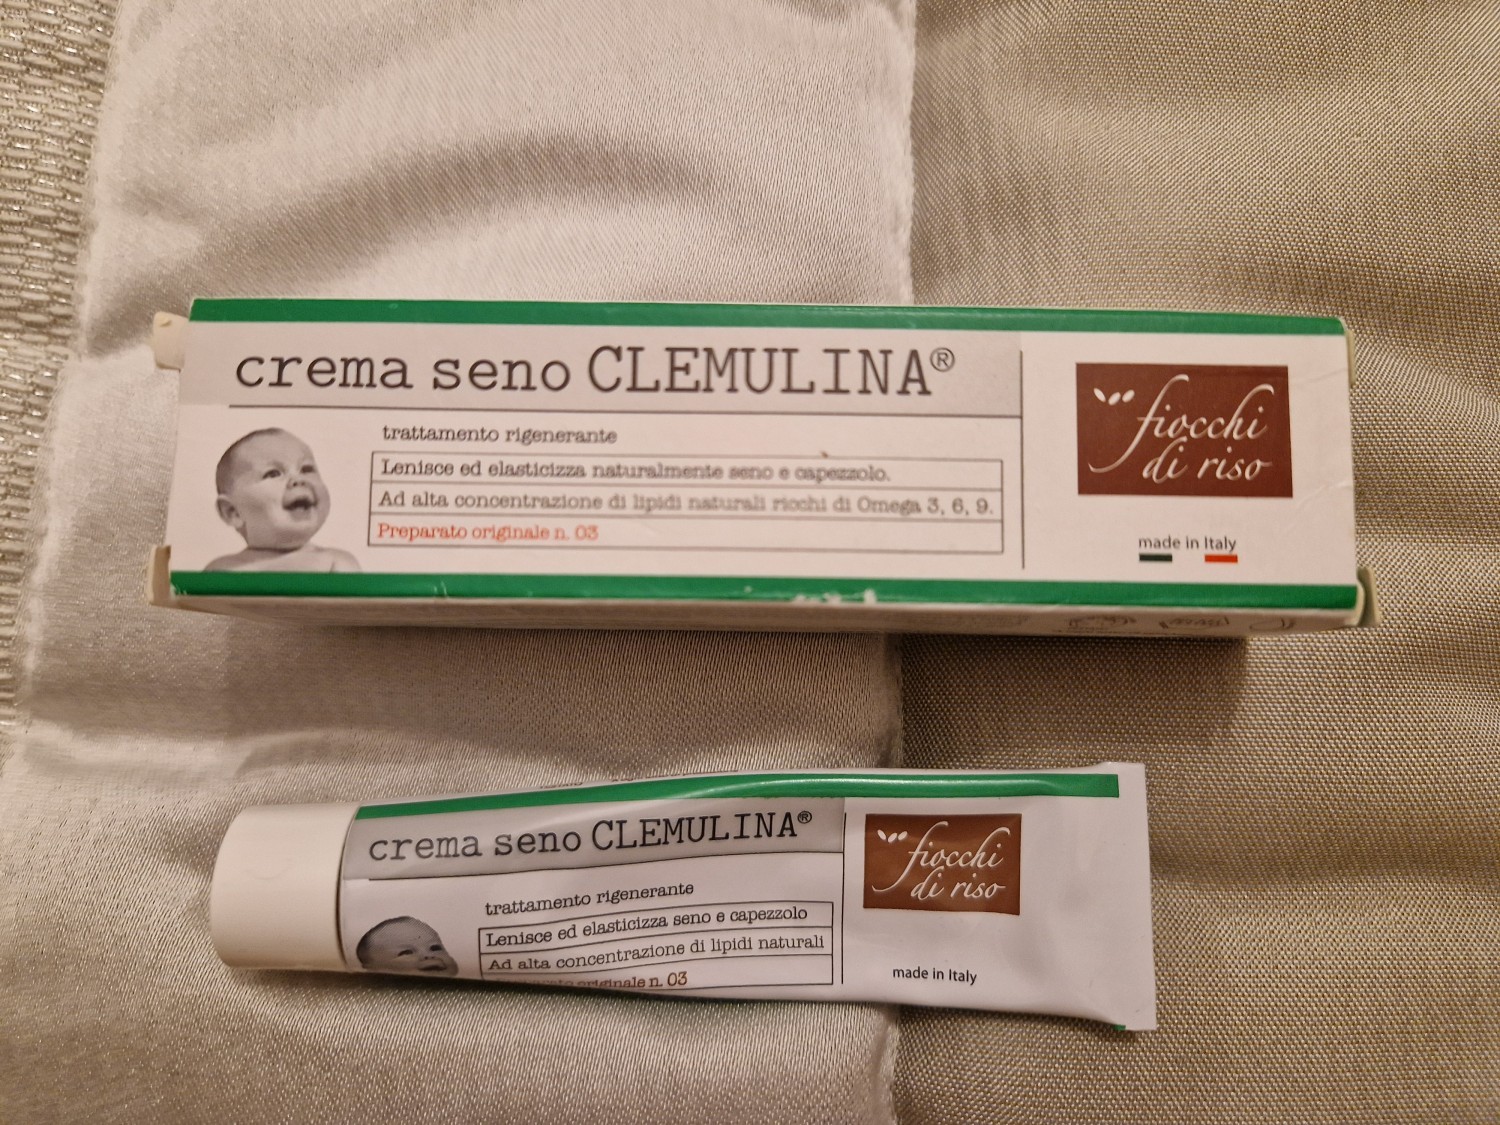 crema seno CLEMULINA®
trattamento rigenerante
Lenisce ed elasticizza naturalmente seno e capezzolo.
Ad alta concentrazione di lipidi naturali ricchi di Omega 3, 6, 9.
Preparato originale n. 03
fiocchi
di riso
made in Italy
crema seno CLEMULINA®
trattamento rigenerante
Lenisce ed elasticizza seno e capezzolo
Ad alta concentrazione di lipidi naturali
originale n. 03
fiocchi
di riso
made in Italy